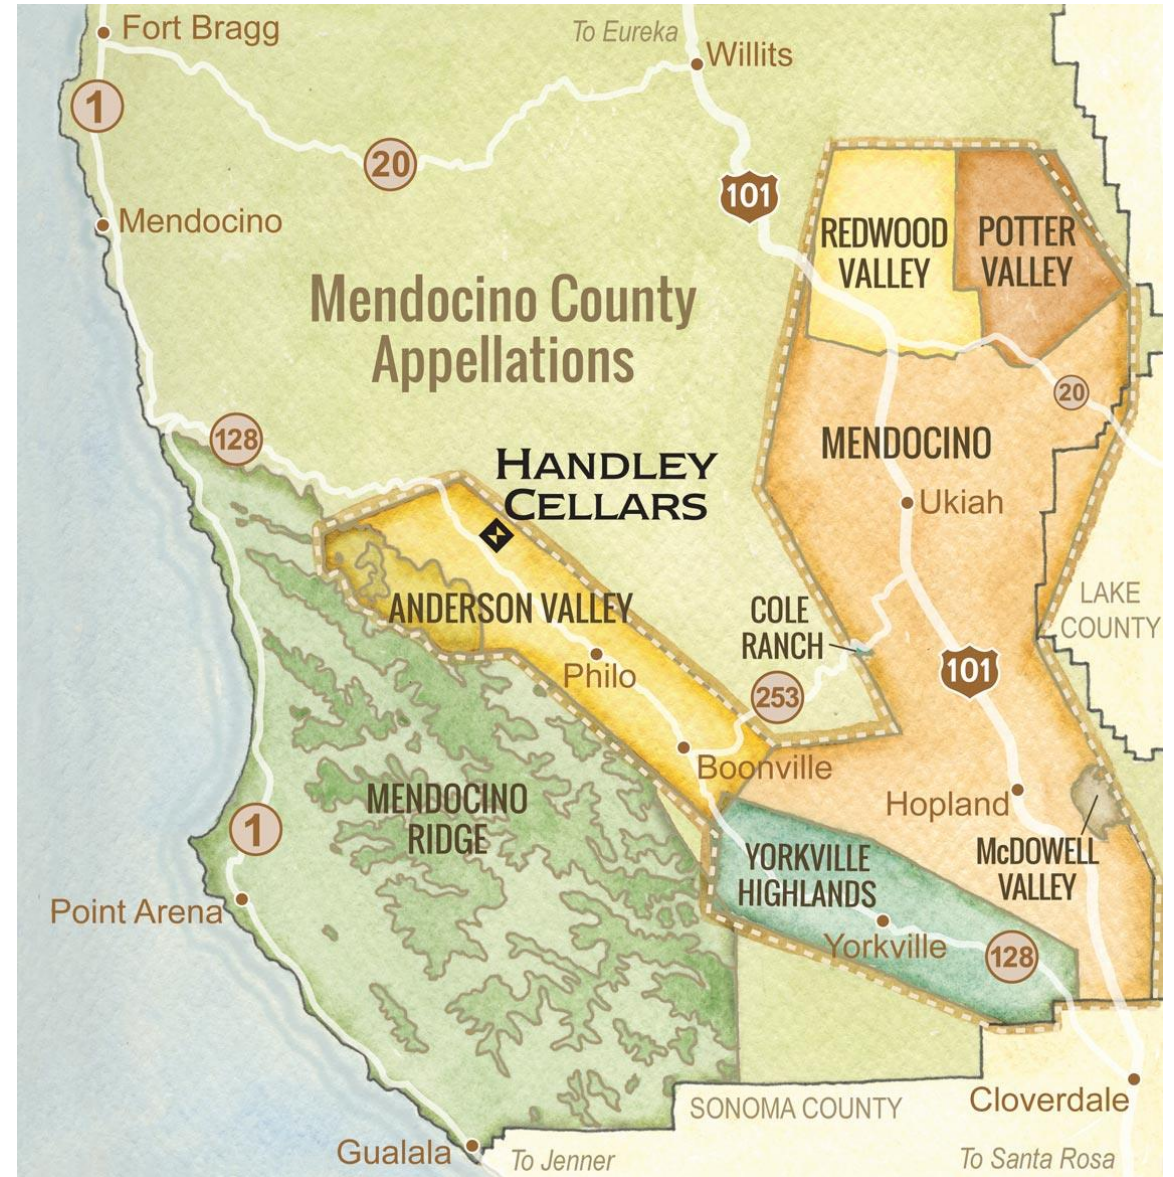 Fort Bragg
To Eureka
Willits
1
20
101
Mendocino
REDWOOD
VALLEY
POTTER
VALLEY
Mendocino County
Appellations
20
128
MENDOCINO
HANDLEY
CELLARS
Ukiah
ANDERSON VALLEY
COLE
RANCH
LAKE
COUNTY
Philo
253
101
Boonville
MENDOCINO
RIDGE
Hopland
1
YORKVILLE
HIGHLANDS
McDOWELL
VALLEY
Point Arena
Yorkville
128
Cloverdale
SONOMA COUNTY
Gualala
To Jenner
To Santa Rosa